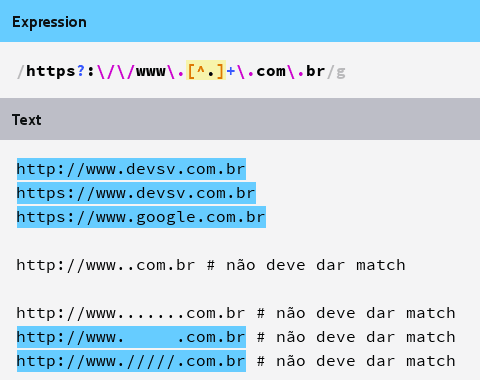 Expression
/https?:\/\/www\.[^.]+\.com\.br/g
Text
http://www.devsv.com.br
https://www.devsv.com.br
https://www.google.com.br
http://www..com.br # não deve dar match
http://www.......com.br # não deve dar match
http://www.     .com.br # não deve dar match
http://www./////.com.br # não deve dar match